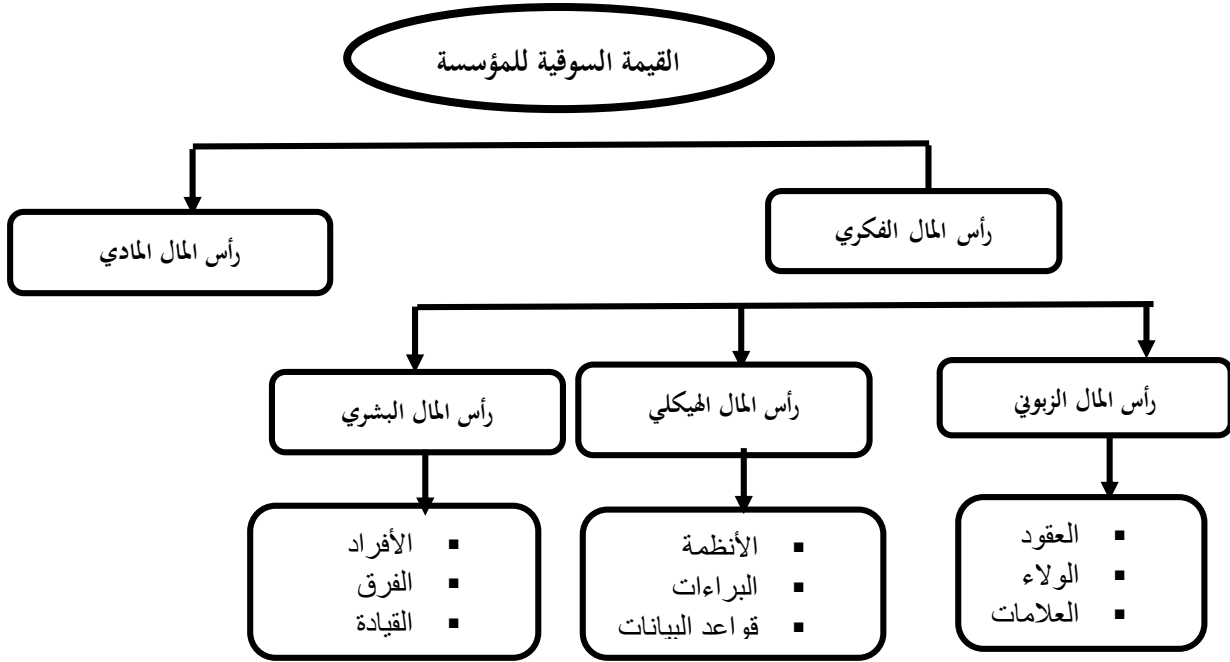 القيمة السوقية للمؤسسة
رأس المال الفكري
رأس المال المادي
رأس المال الزبوني
رأس المال الهيكلي
رأس المال البشري
▪ العقود
▪ الولاء
▪ العلامات
▪ الأنظمة
▪ البراءات
▪ قواعد البيانات
▪ الأفراد
▪ الفرق
▪ القيادة